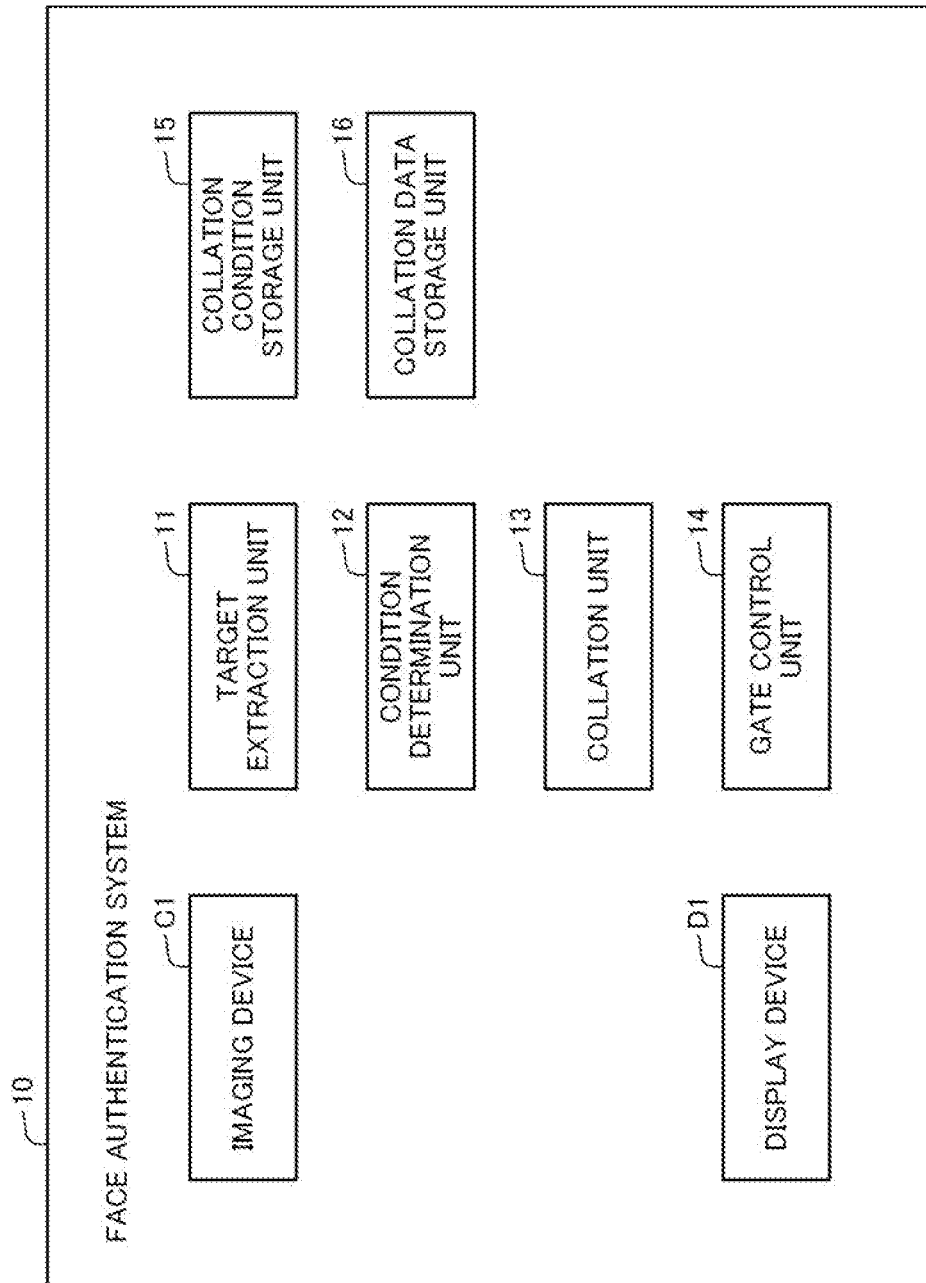 10
FACE AUTHENTICATION SYSTEM
C1
IMAGING DEVICE
11
TARGET
EXTRACTION UNIT
15
COLLATION
CONDITION
STORAGE UNIT
12
CONDITION
DETERMINATION
UNIT
16
COLLATION DATA
STORAGE UNIT
13
COLLATION UNIT
D1
DISPLAY DEVICE
14
GATE CONTROL
UNIT